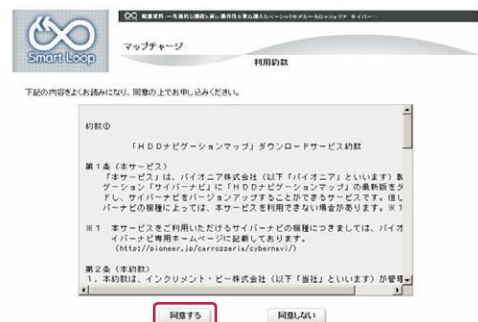 Smart Loop
マップチャージ
利用約款
下記の内容をよくお読みになり、同意の上でお申し込みください。
約款①
「ＨＤＤナビゲーションマップ」ダウンロードサービス約款
第１条（本サービス）
「本サービス」は、パイオニア株式会社（以下「パイオニア」といいます）製
ゲーション「サイバーナビ」に「ＨＤＤナビゲーションマップ」の最新版をダ
ドし、サイバーナビをバージョンアップすることができるサービスです。但し
バーナビの機種によっては、本サービスを利用できない場合があります。※１
※１　本サービスをご利用いただけるサイバーナビの機種につきましては、パイオ
イバーナビ専用ホームページに記載しております。
(http://pioneer.jp/carrozzeria/cybernavi/)
第２条（本約款）
１．本約款は、インクリメント・ピー株式会社（以下「当社」といいます）が管理
同意する
同意しない